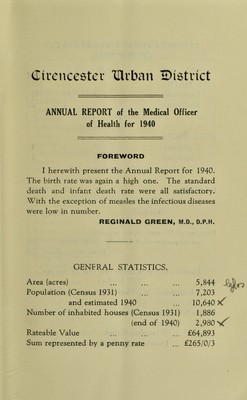 Cirencester Urban District
ANNUAL REPORT of the Medical Officer
of Health for 1940
FOREWORD
I herewith present the Annual Report for 1940.
The birth rate was again a high one. The standard
death and infant death rate were all satisfactory.
With the exception of measles the infectious diseases
were low in number.
REGINALD GREEN, M.D., D.P.H.
GENERAL STATISTICS.
Area (acres) ... ... ... 5,844
Population (Census 1931) ... ... 7,203
and estimated 1940 ... 10,640 X
Number of inhabited houses (Census 1931) 1,886
(end of 1940) 2,980 X
Rateable Value ... ... ... £64,893
Sum represented by a penny rate ... £265/0/3